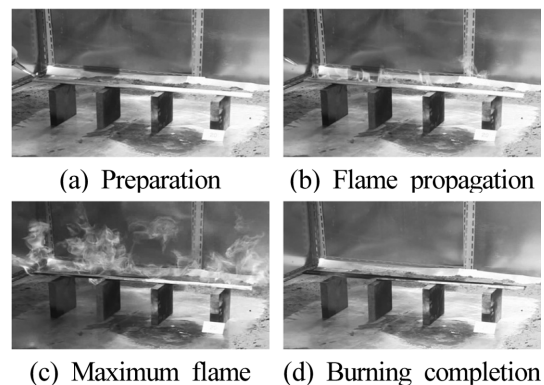 (a) Preparation
(b) Flame propagation
(c) Maximum flame
(d) Burning completion